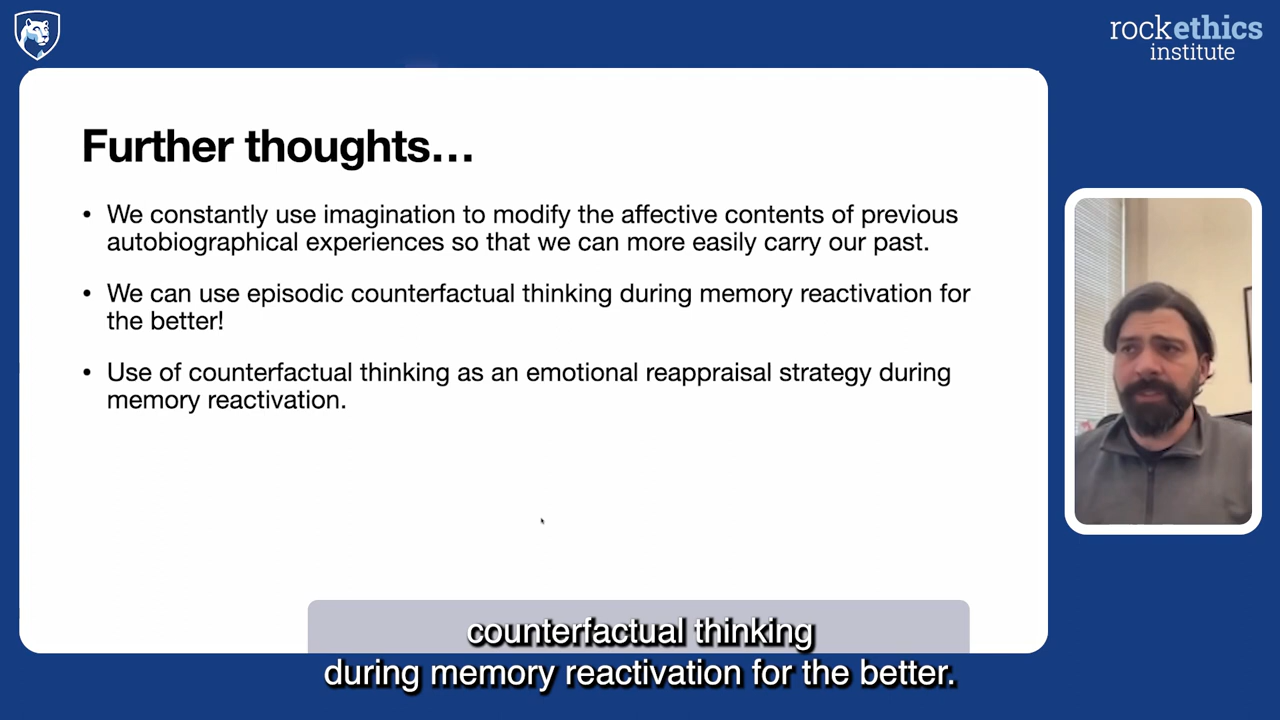 rockethics
institute
Further thoughts…
• We constantly use imagination to modify the affective contents of previous
autobiographical experiences so that we can more easily carry our past.
• We can use episodic counterfactual thinking during memory reactivation for
the better!
• Use of counterfactual thinking as an emotional reappraisal strategy during
memory reactivation.
counterfactual thinking
during memory reactivation for the better.